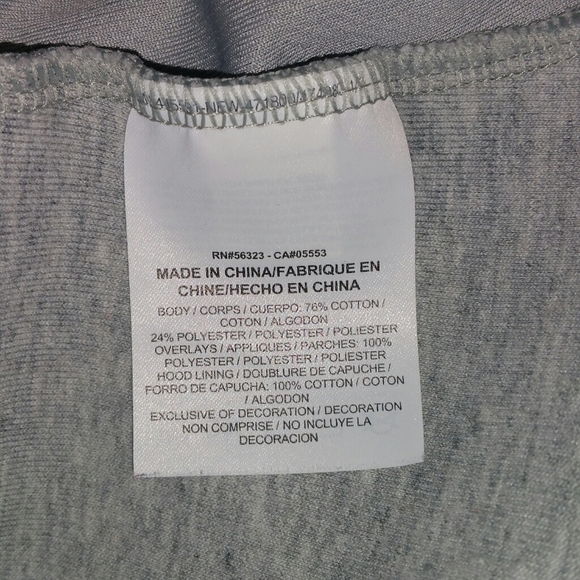 RN#56323 - CA#05553
MADE IN CHINA/FABRIQUE EN
CHINE/HECHO EN CHINA
BODY / CORPS / CUERPO: 76% COTTON /
COTON / ALGODON
24% POLYESTER / POLYESTER / POLIESTER
OVERLAYS / APPLIQUES / PARCHES: 100%
POLYESTER / POLYESTER / POLIESTER
HOOD LINING / DOUBLURE DE CAPUCHE /
FORRO DE CAPUCHA: 100% COTTON / COTON
/ ALGODON
EXCLUSIVE OF DECORATION / DECORATION
NON COMPRISE / NO INCLUYE LA
DECORACION